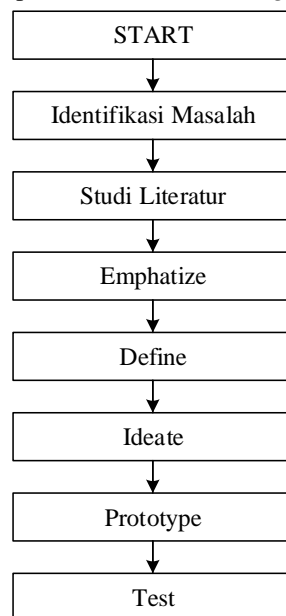 START
Identifikasi Masalah
Studi Literatur
Emphatize
Define
Ideate
Prototype
Test